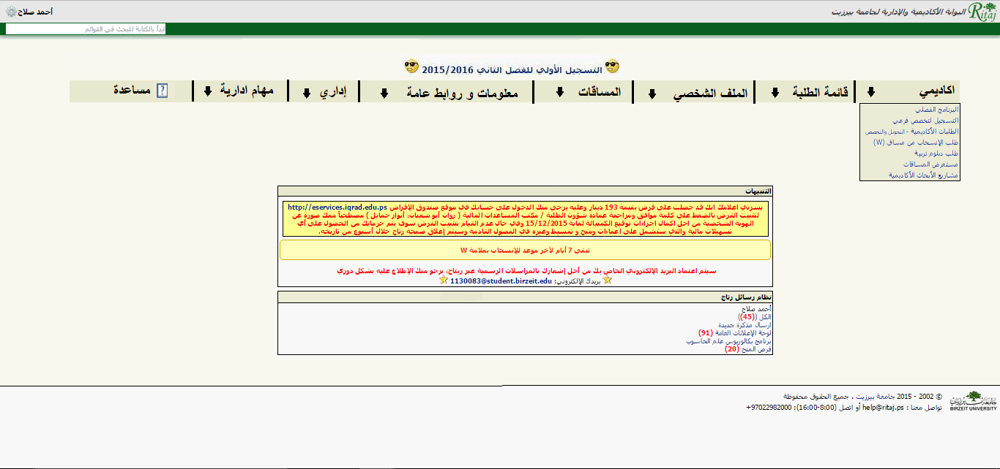 Ritaj
البوابة الأكاديمية والإدارية لجامعة بيرزيت
أحمد صلاح
إبدأ بالكتابة للبحث في القوائم
التسجيل الأولي للفصل الثاني 2015/2016
اكاديمي
قائمة الطلبة
الملف الشخصي
المساقات
معلومات و روابط عامة
إداري
مهام ادارية
مساعدة
البرنامج الفصلي
التسجيل لتخصص فرعي
الطلبات الأكاديمية - التحويل والتخصص
طلب الإنسحاب من مساق (W)
طلب دبلوم تربية
مستعرض المساقات
مشاريع الأبحاث الأكاديمية
التنبيهات
يسرني اعلامك انك قد حصلت على قرض بقيمة 193 دينار وعليه يرجى منك الدخول على حسابك في موقع صندوق الإقراض http://eservices.iqrad.edu.ps
لتثبيت القرض بالضغط على كلمة موافق ومراجعة عمادة شؤون الطلبة / مكتب المساعدات المالية ( روان أبو شعبان، أنوار حمايل ) مصطحباً معك صورة عن
الهوية الشخصية من اجل اكمال اجراءات توقيع الكمبيالة لغاية 15/12/2015 وفي حال عدم القيام بتثبيت القرض سوف يتم حرمانك من الحصول على أي
تسهيلات مالية والتي ستشمل على اعفاءات ومنح و تقسيط وغيره في الفصول القادمة وسيتم إغلاق صفحة رتاج خلال أسبوع من تاريخه.
تبقى 7 أيام لآخر موعد للإنسحاب بعلامة W
سيتم اعتماد البريد الإلكتروني الخاص بك من أجل إشعارك بالمراسلات الرسمية عبر ريتاج، نرجو منك الإطلاع عليه بشكل دوري
بريدك الإلكتروني: 1130083@student.birzeit.edu
نظام رسائل رتاج
أحمد صلاح
الكل ((45))
ارسال مذكرة جديدة
لوحة الإعلانات العامة (91)
برنامج بكالوريوس علم الحاسوب
فرص المنح (20)
© 2002 - 2015 جامعة بيرزيت . جميع الحقوق محفوظة
تواصل معنا : help@ritaj.ps أو اتصل (8:00-16:00): 97022982000+
جامعة بيرزيت
BIRZEIT UNIVERSITY